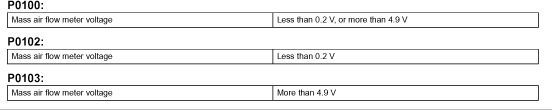 P0100:
Mass air flow meter voltage Less than 0.2 V, or more than 4.9 V
P0102:
Mass air flow meter voltage Less than 0.2 V
P0103:
Mass air flow meter voltage More than 4.9 V